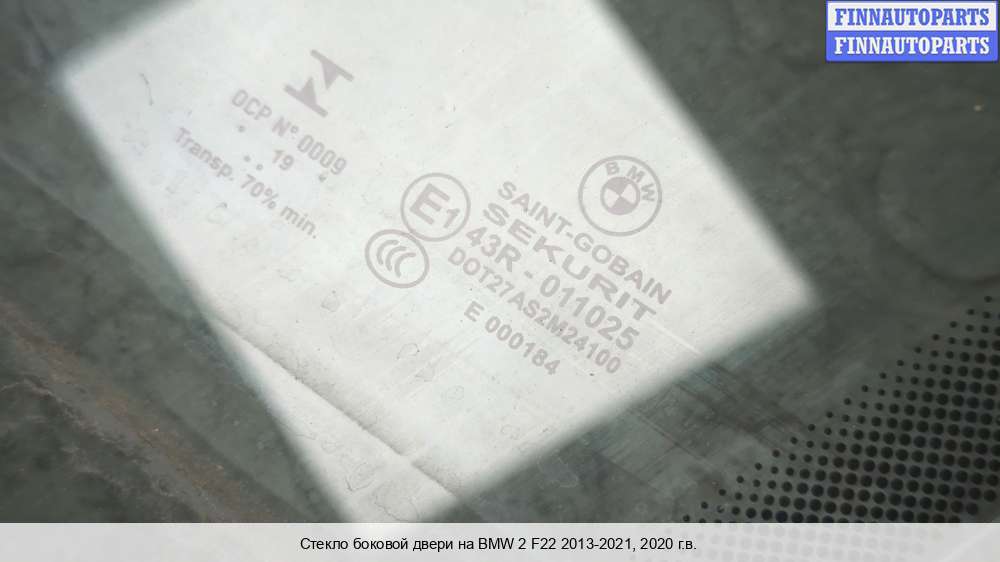 FINNAUTOPARTS
FINNAUTOPARTS
OCP N° 0009
19
Transp. 70% min.
BMW
SAINT-GOBAIN
SEKURIT
E1
43R - 011025
CCC
DOT27AS2M24100
E 000184
Стекло боковой двери на BMW 2 F22 2013-2021, 2020 г.в.